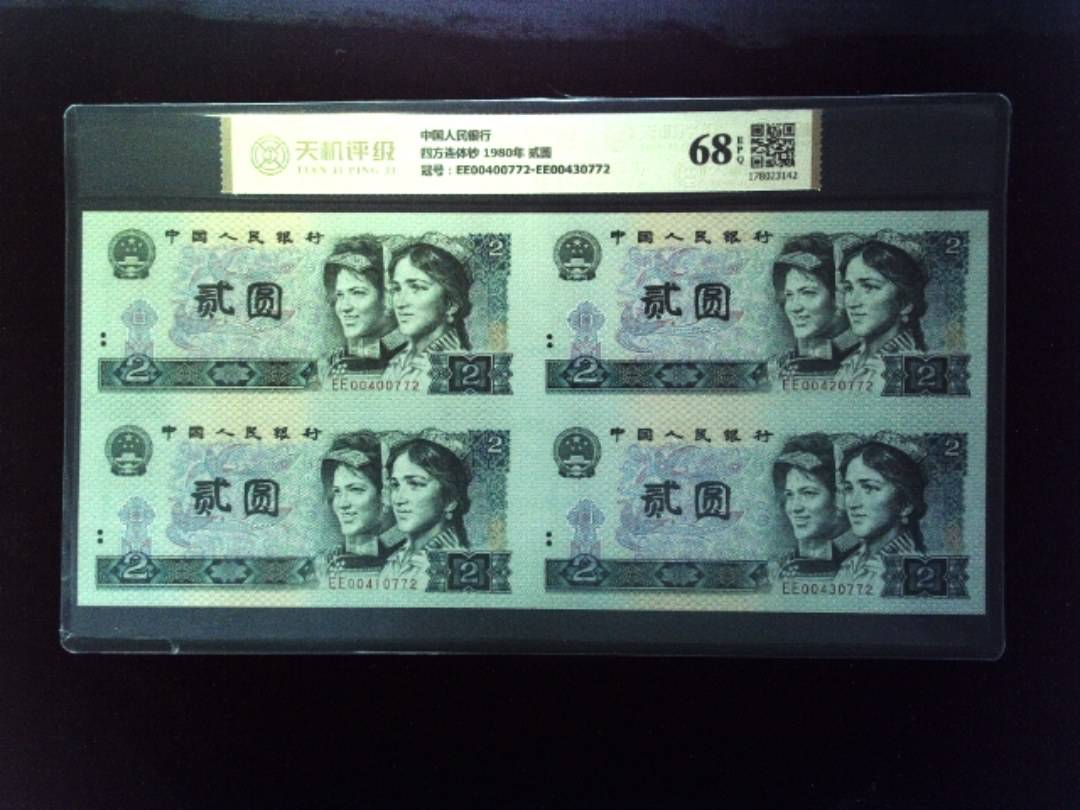 天机评级
TIAN JI PING JI
中国人民银行
四方连体钞 1980年 贰圆
冠号：EE00400772-EE00430772
68 EPQ
178023142
中国人民银行
2
贰圆
2
EE00400772
2
中国人民银行
2
贰圆
2
EE00420772
2
中国人民银行
2
贰圆
2
EE00410772
2
中国人民银行
2
贰圆
2
EE00430772
2